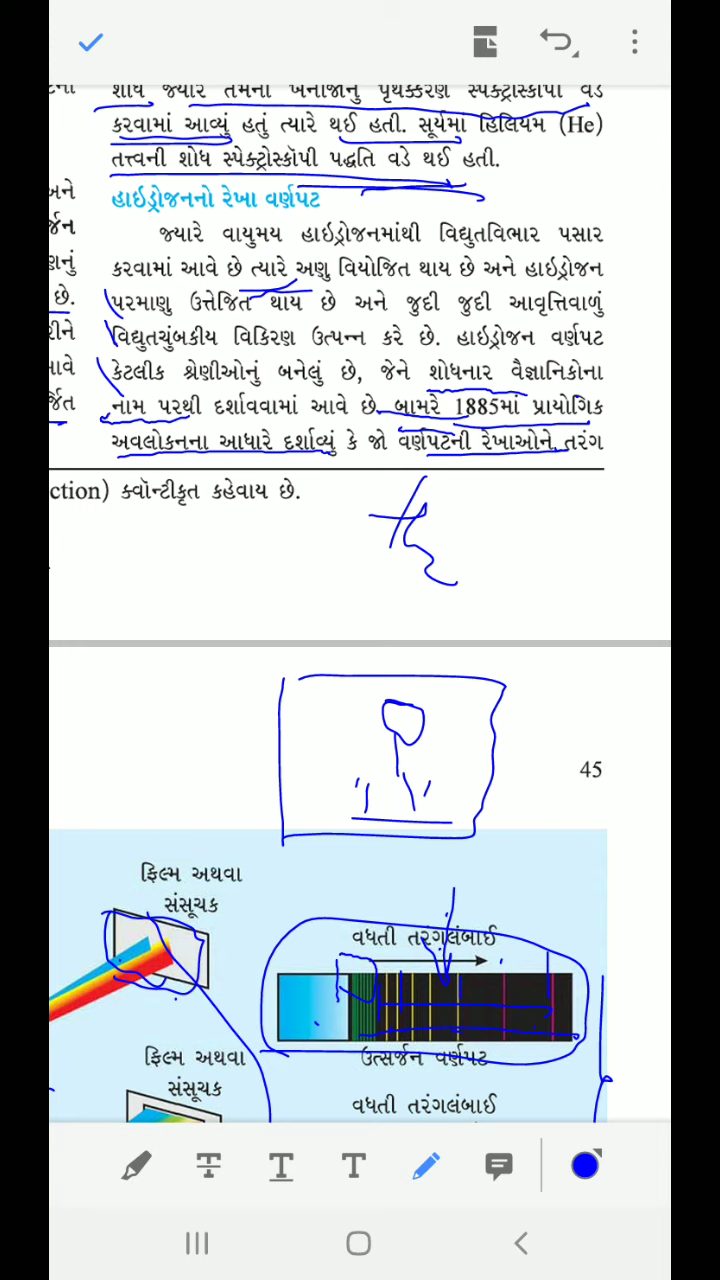 શોધ જ્યારે તેમના ખનીજોનું પૃથક્કરણ સ્પેક્ટ્રોસ્કોપી વડે
કરવામાં આવ્યું હતું ત્યારે થઈ હતી. સૂર્યમાં હિલિયમ (He)
તત્ત્વની શોધ સ્પેક્ટ્રોસ્કૉપી પદ્ધતિ વડે થઈ હતી.
અને
હાઇડ્રોજનનો રેખા વર્ણપટ
ર્જન
જ્યારે વાયુમય હાઇડ્રોજનમાંથી વિદ્યુતવિભાર પસાર
ણનું
કરવામાં આવે છે ત્યારે અણુ વિયોજિત થાય છે અને હાઇડ્રોજન
છે.
પરમાણુ ઉત્તેજિત થાય છે અને જુદી જુદી આવૃત્તિવાળું
રીને
વિદ્યુતચુંબકીય વિકિરણ ઉત્પન્ન કરે છે. હાઇડ્રોજન વર્ણપટ
ાવે
કેટલીક શ્રેણીઓનું બનેલું છે, જેને શોધનાર વૈજ્ઞાનિકોના
ર્જિત
નામ પરથી દર્શાવવામાં આવે છે. બામરે 1885માં પ્રાયોગિક
અવલોકનના આધારે દર્શાવ્યું કે જો વર્ણપટની રેખાઓને તરંગ
ction) ક્વૉન્ટીકૃત કહેવાય છે.
45
ફિલ્મ અથવા
સંસૂચક
વધતી તરંગલંબાઈ
ઉત્સર્જન વર્ણપટ
ફિલ્મ અથવા
સંસૂચક
વધતી તરંગલંબાઈ
T T T